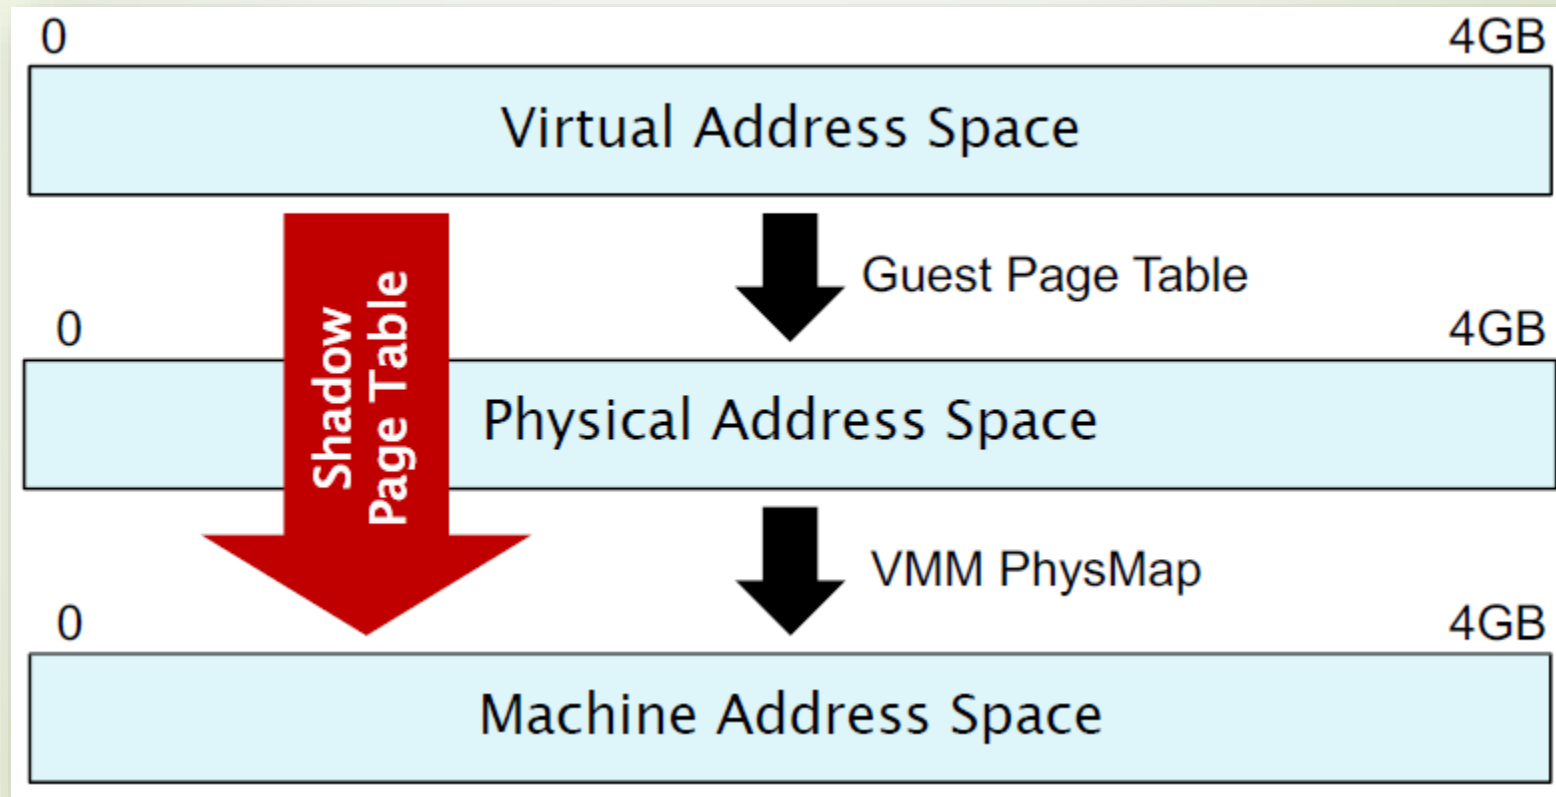 0
4GB
Virtual Address Space
Guest Page Table
0
4GB
Shadow
Page Table
Physical Address Space
VMM PhysMap
0
4GB
Machine Address Space